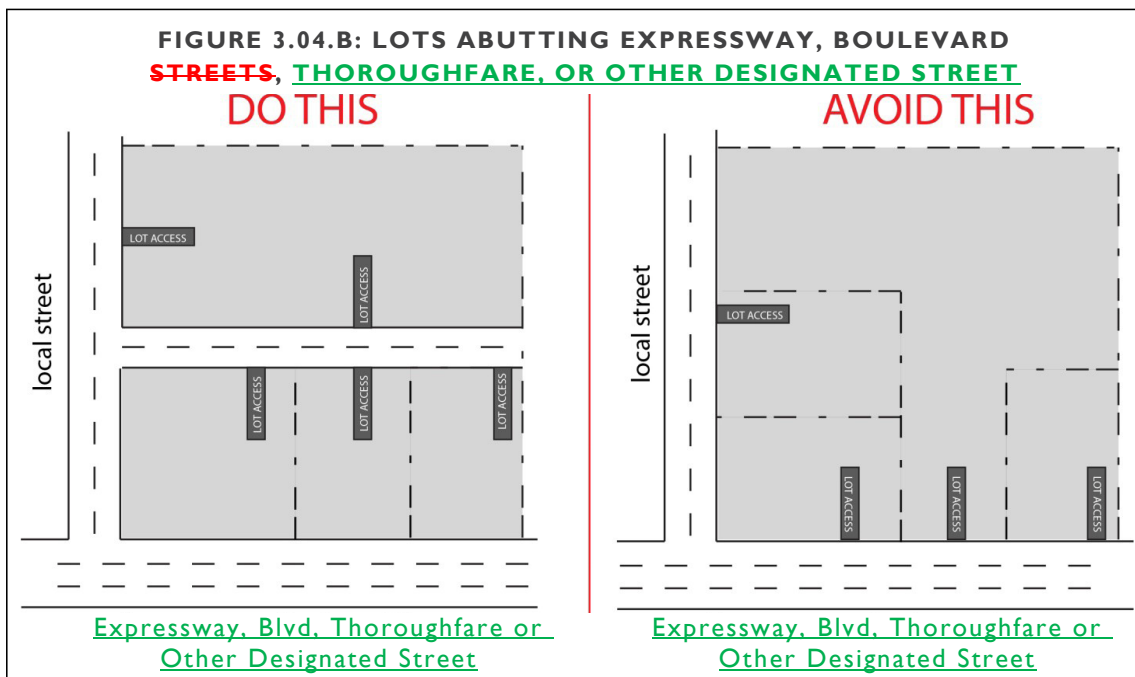 FIGURE 3.04.B: LOTS ABUTTING EXPRESSWAY, BOULEVARD
STREETS, THOROUGHFARE, OR OTHER DESIGNATED STREET
DO THIS
LOT ACCESS
LOT ACCESS
local street
LOT ACCESS
LOT ACCESS
LOT ACCESS
Expressway, Blvd, Thoroughfare or
Other Designated Street
AVOID THIS
local street
LOT ACCESS
LOT ACCESS
LOT ACCESS
LOT ACCESS
Expressway, Blvd, Thoroughfare or
Other Designated Street